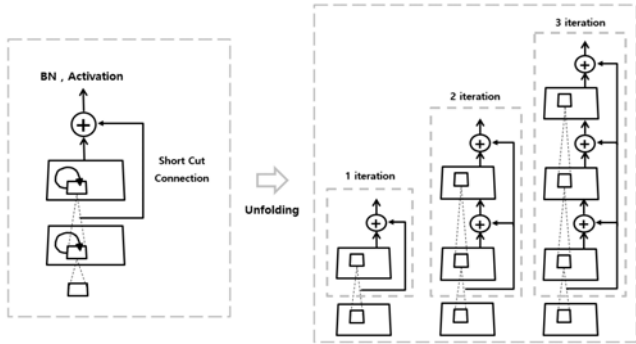 BN , Activation
Short Cut
Connection
Unfolding
1 iteration
2 iteration
3 iteration